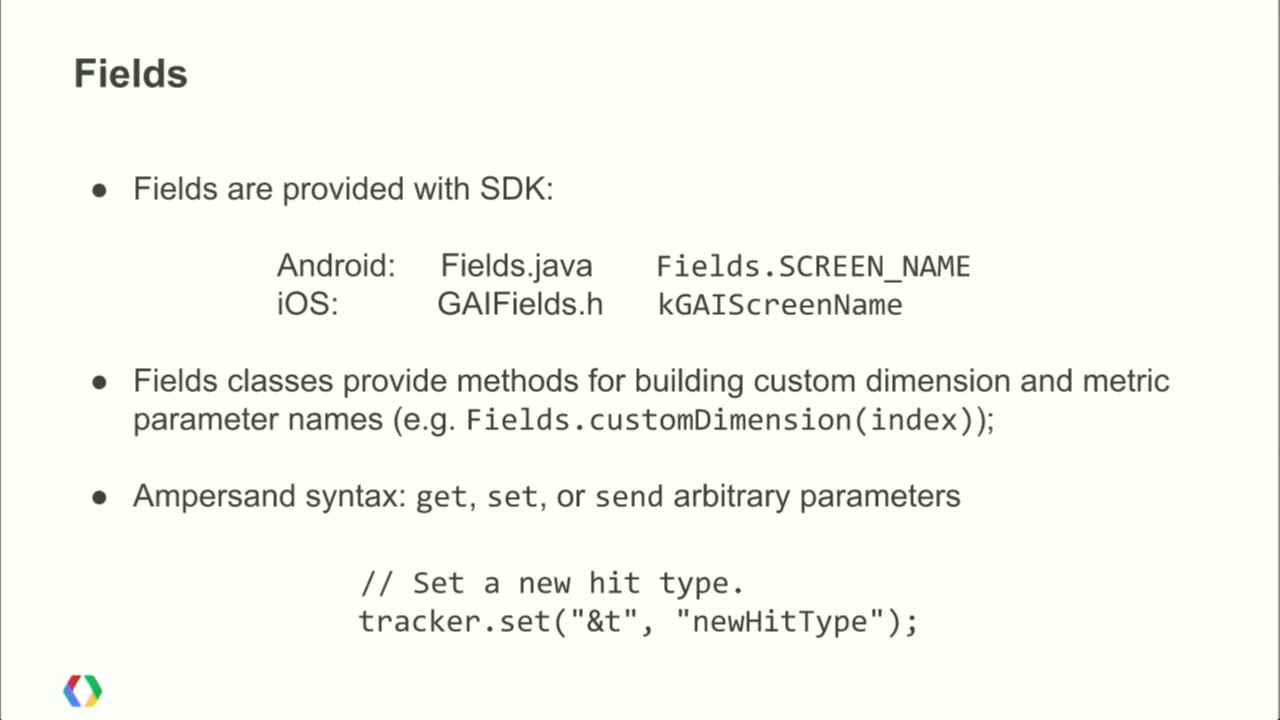 Fields
● Fields are provided with SDK:
Android: Fields.java Fields.SCREEN_NAME
iOS: GAIFields.h kGAIScreenName
● Fields classes provide methods for building custom dimension and metric
parameter names (e.g. Fields.customDimension(index));
● Ampersand syntax: get, set, or send arbitrary parameters
// Set a new hit type.
tracker.set("&t", "newHitType");